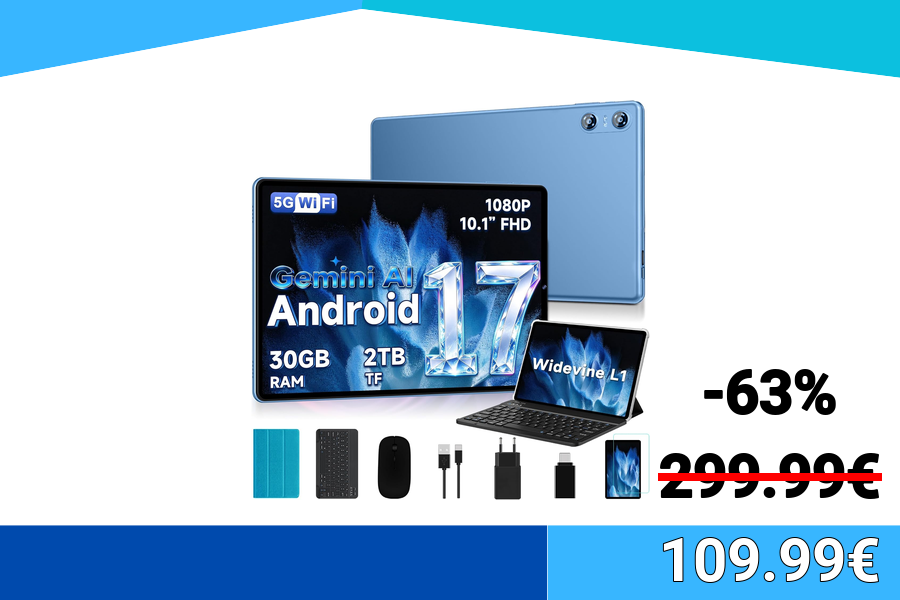 5G WiFi
1080P
10.1" FHD
Gemini AI
Android 17
30GB
RAM
2TB
TF
Widevine L1
-63%
299.99€
109.99€